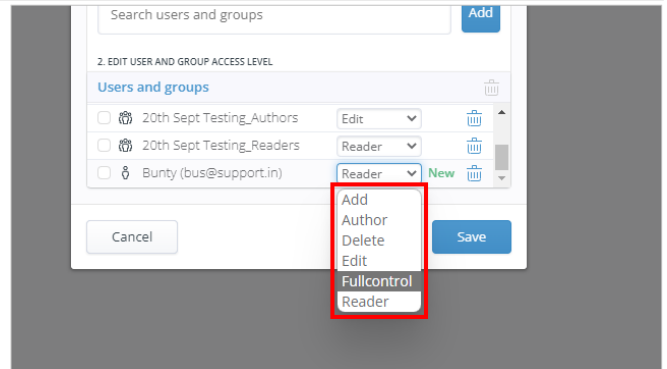 Search users and groups
Add
2. EDIT USER AND GROUP ACCESS LEVEL
Users and groups
20th Sept Testing_Authors Edit
20th Sept Testing_Readers Reader
Bunty (bus@support.in) Reader New
Add
Author
Delete
Edit
Fullcontrol
Reader
Cancel
Save